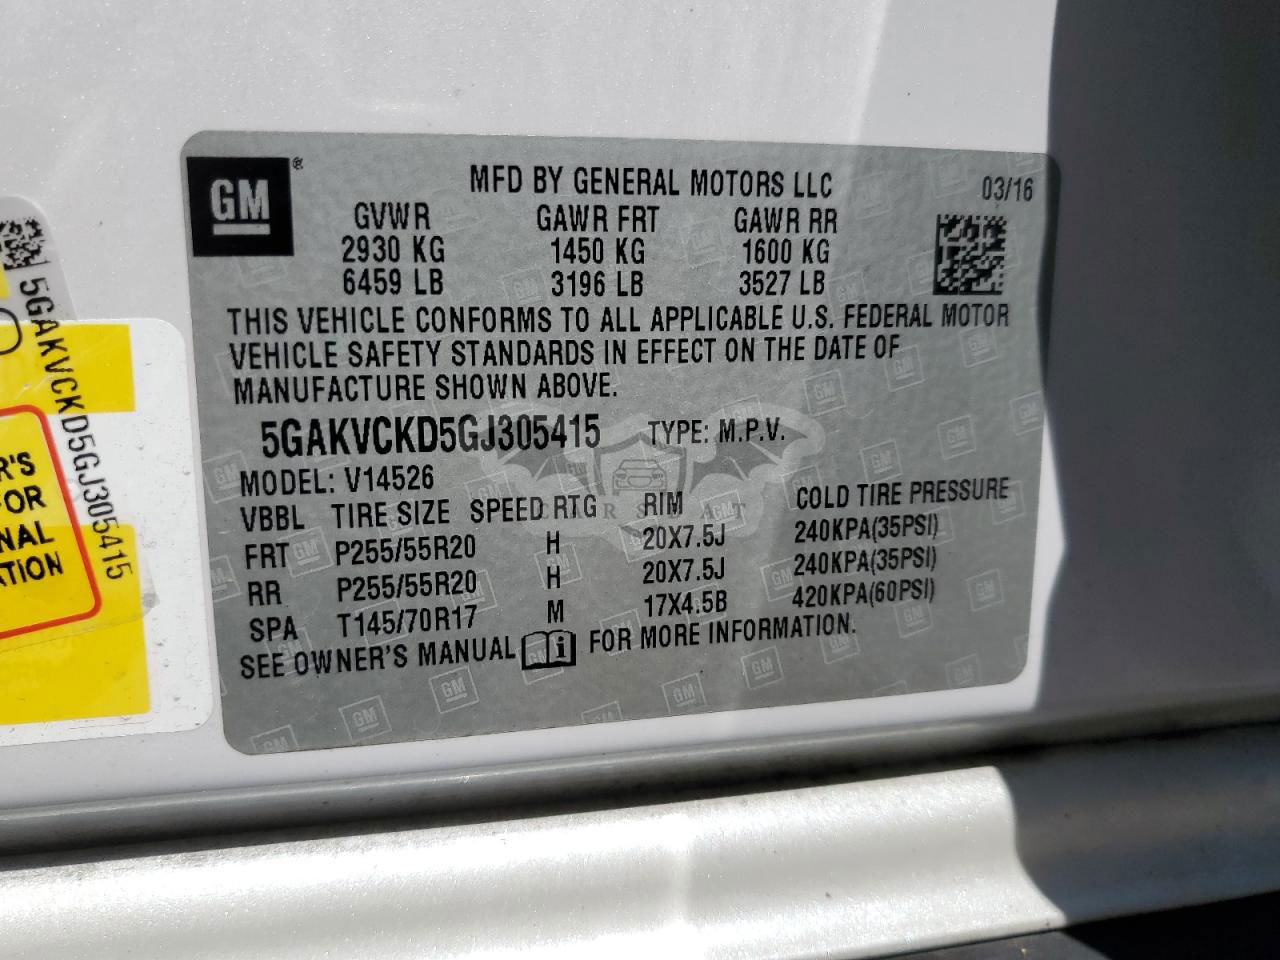 GM
®
MFD BY GENERAL MOTORS LLC
03/16
GVWR GAWR FRT GAWR RR
2930 KG 1450 KG 1600 KG
6459 LB 3196 LB 3527 LB
THIS VEHICLE CONFORMS TO ALL APPLICABLE U.S. FEDERAL MOTOR
VEHICLE SAFETY STANDARDS IN EFFECT ON THE DATE OF
MANUFACTURE SHOWN ABOVE.
5GAKVCKD5GJ305415 TYPE: M.P.V.
MODEL: V14526
VBBL TIRE SIZE SPEED RTG RIM COLD TIRE PRESSURE
FRT P255/55R20 H 20X7.5J 240KPA(35PSI)
RR P255/55R20 H 20X7.5J 240KPA(35PSI)
SPA T145/70R17 M 17X4.5B 420KPA(60PSI)
SEE OWNER'S MANUAL i FOR MORE INFORMATION.
5GAKVCKD5GJ305415
FOR